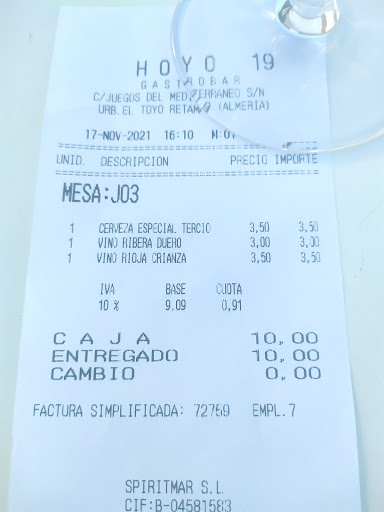 HOYO 19
GASTROBAR
C/JUEGOS DEL MEDITERRANEO S/N
URB.EL TOYO RETAMAR (ALMERIA)
17-NOV-2021 16:10 N:01
UNID. DESCRIPCION PRECIO IMPORTE
MESA:J03
1 CERVEZA ESPECIAL TERCIO 3,50 3,50
1 VINO RIBERA DUERO 3,00 3,00
1 VINO RIOJA CRIANZA 3,50 3,50
IVA BASE CUOTA
10 % 9,09 0,91
CAJA 10,00
ENTREGADO 10,00
CAMBIO 0,00
FACTURA SIMPLIFICADA: 72759 EMPL.7
SPIRITMAR S.L
CIF:B-04581583